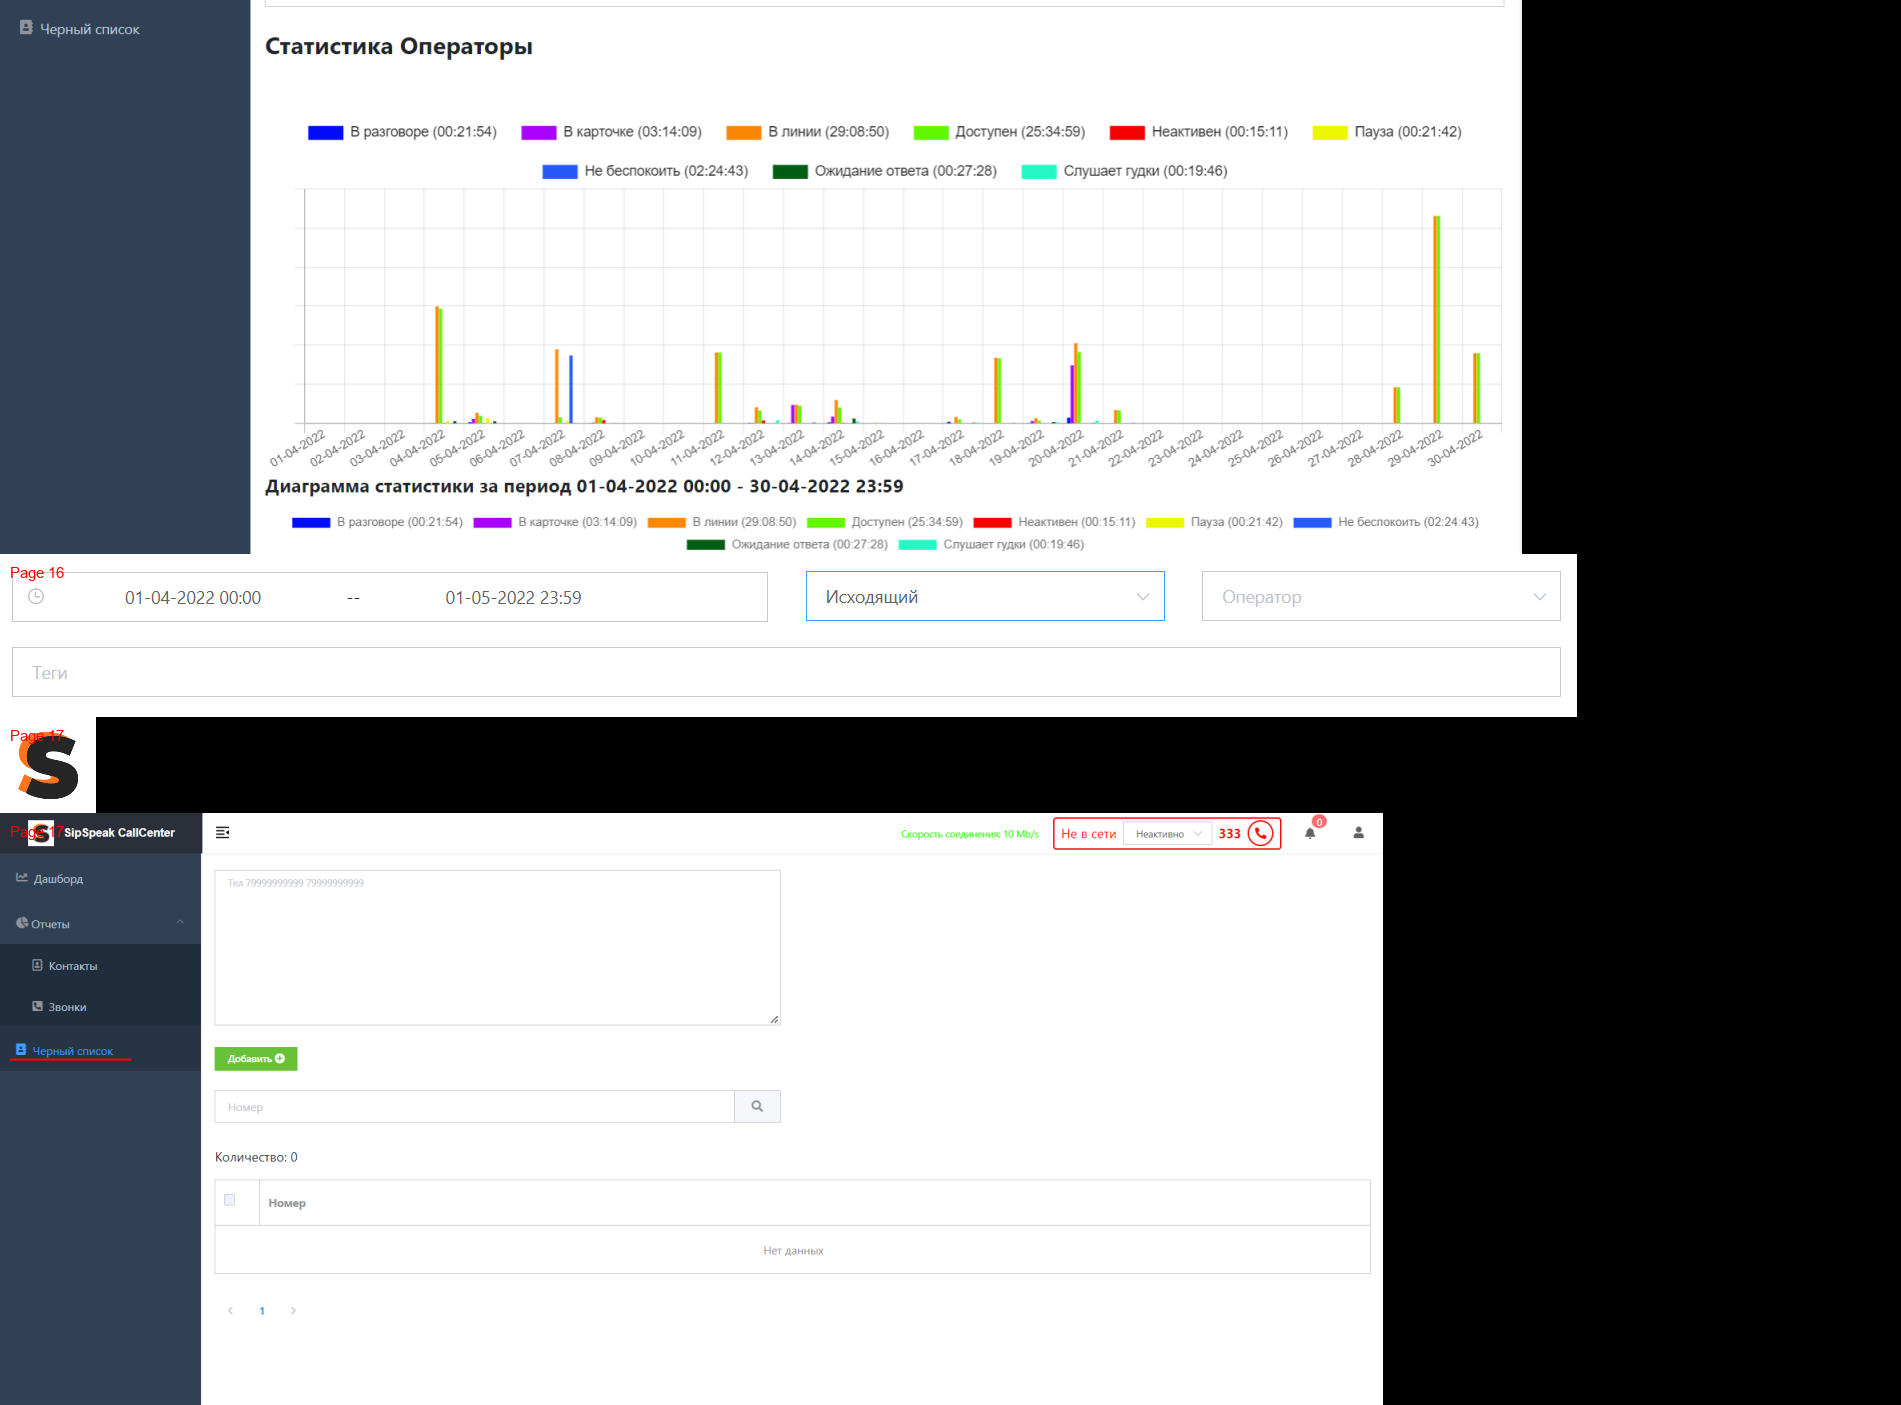 Черный список
Статистика Операторы
В разговоре (00:21:54) В карточке (03:14:09) В линии (29:08:50) Доступен (25:34:59) Неактивен (00:15:11) Пауза (00:21:42)
Не беспокоить (02:24:43) Ожидание ответа (00:27:28) Слушает гудки (00:19:46)
01-04-2022 02-04-2022 03-04-2022 04-04-2022 05-04-2022 06-04-2022 07-04-2022 08-04-2022 09-04-2022 10-04-2022 11-04-2022 12-04-2022 13-04-2022 14-04-2022 15-04-2022 16-04-2022 17-04-2022 18-04-2022 19-04-2022 20-04-2022 21-04-2022 22-04-2022 23-04-2022 24-04-2022 25-04-2022 26-04-2022 27-04-2022 28-04-2022 29-04-2022 30-04-2022
Диаграмма статистики за период 01-04-2022 00:00 - 30-04-2022 23:59
В разговоре (00:21:54) В карточке (03:14:09) В линии (29:08:50) Доступен (25:34:59) Неактивен (00:15:11) Пауза (00:21:42) Не беспокоить (02:24:43)
Ожидание ответа (00:27:28) Слушает гудки (00:19:46)
Page 16
01-04-2022 00:00 -- 01-05-2022 23:59 Исходящий Оператор
Теги
Page 17
S
Page 17 SipSpeak CallCenter Скорость соединения: 10 Mb/s Не в сети Неактивно 333 0
Дашборд
Тел 79999999999 79999999999
Отчеты
Контакты
Звонки
Черный список
Добавить
Номер
Количество: 0
Номер
Нет данных
1